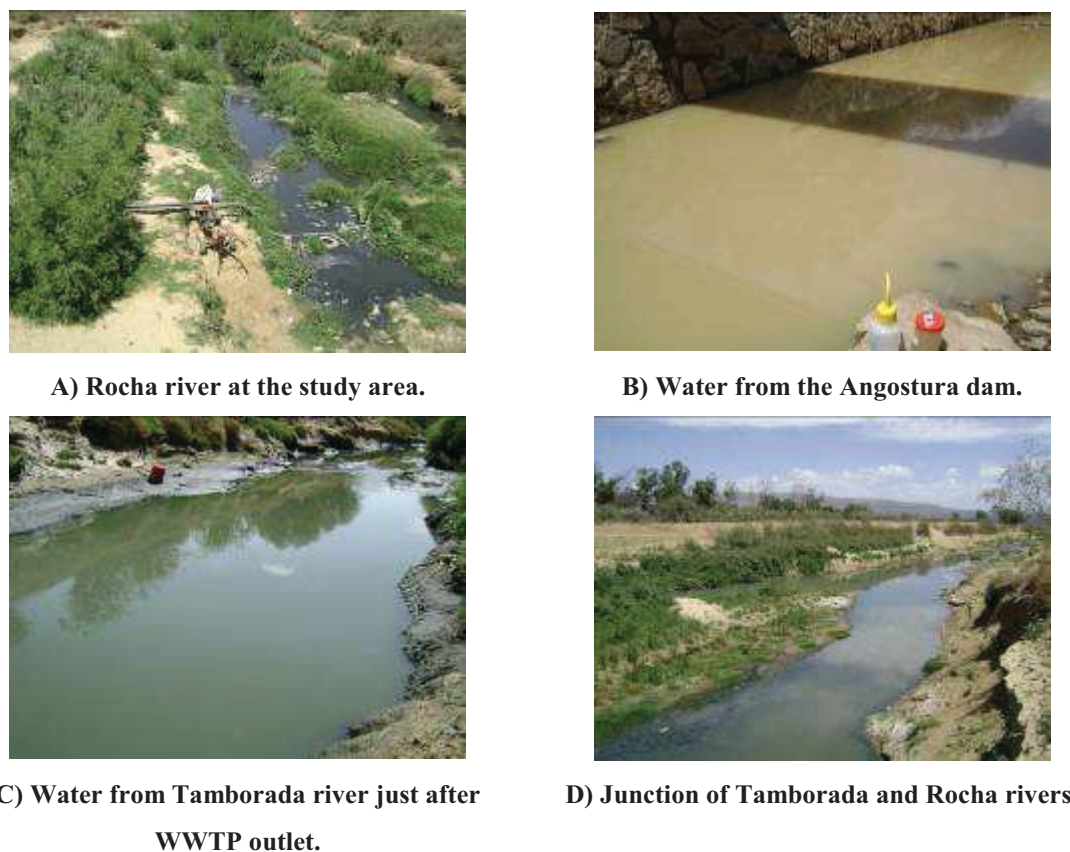 A) Rocha river at the study area.
B) Water from the Angostura dam.
C) Water from Tamborada river just after
WWTP outlet.
D) Junction of Tamborada and Rocha rivers